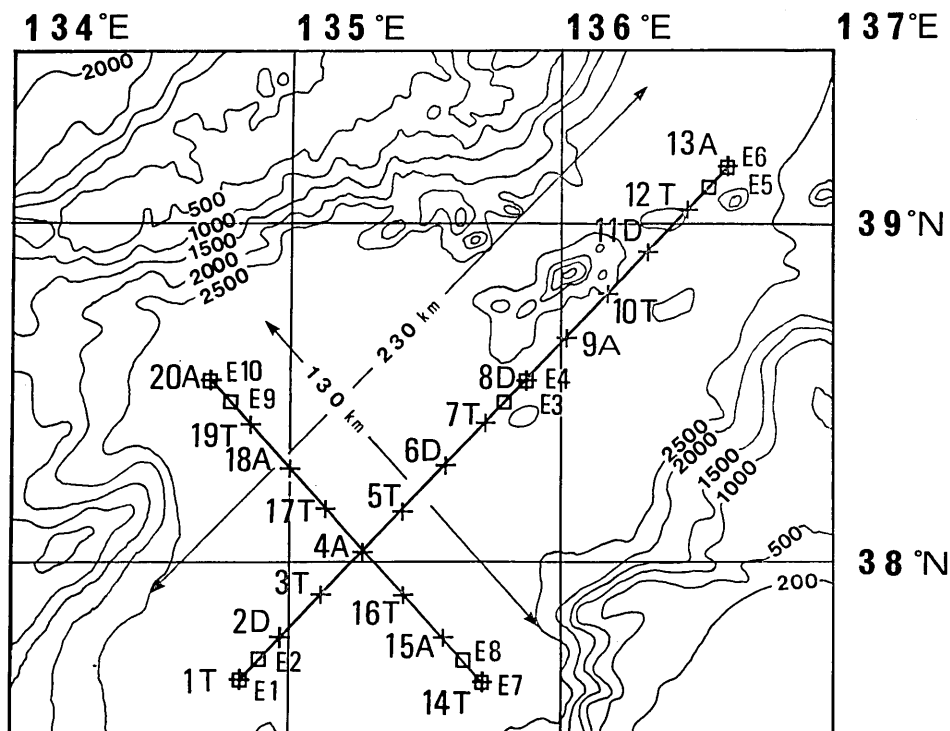 134°E 135°E 136°E 137°E
2000
13A E6
E5
12T
500
1000
1500
2000
2500
11D
39°N
10T
230 km
9A
130 km
20A E10
E9
8D E4
E3
7T
19T
18A
6D
2500
2000
1500
1000
17T
5T
4A
500
38°N
200
3T
16T
2D
15A
E8
E2
1T
E1
E7
14T